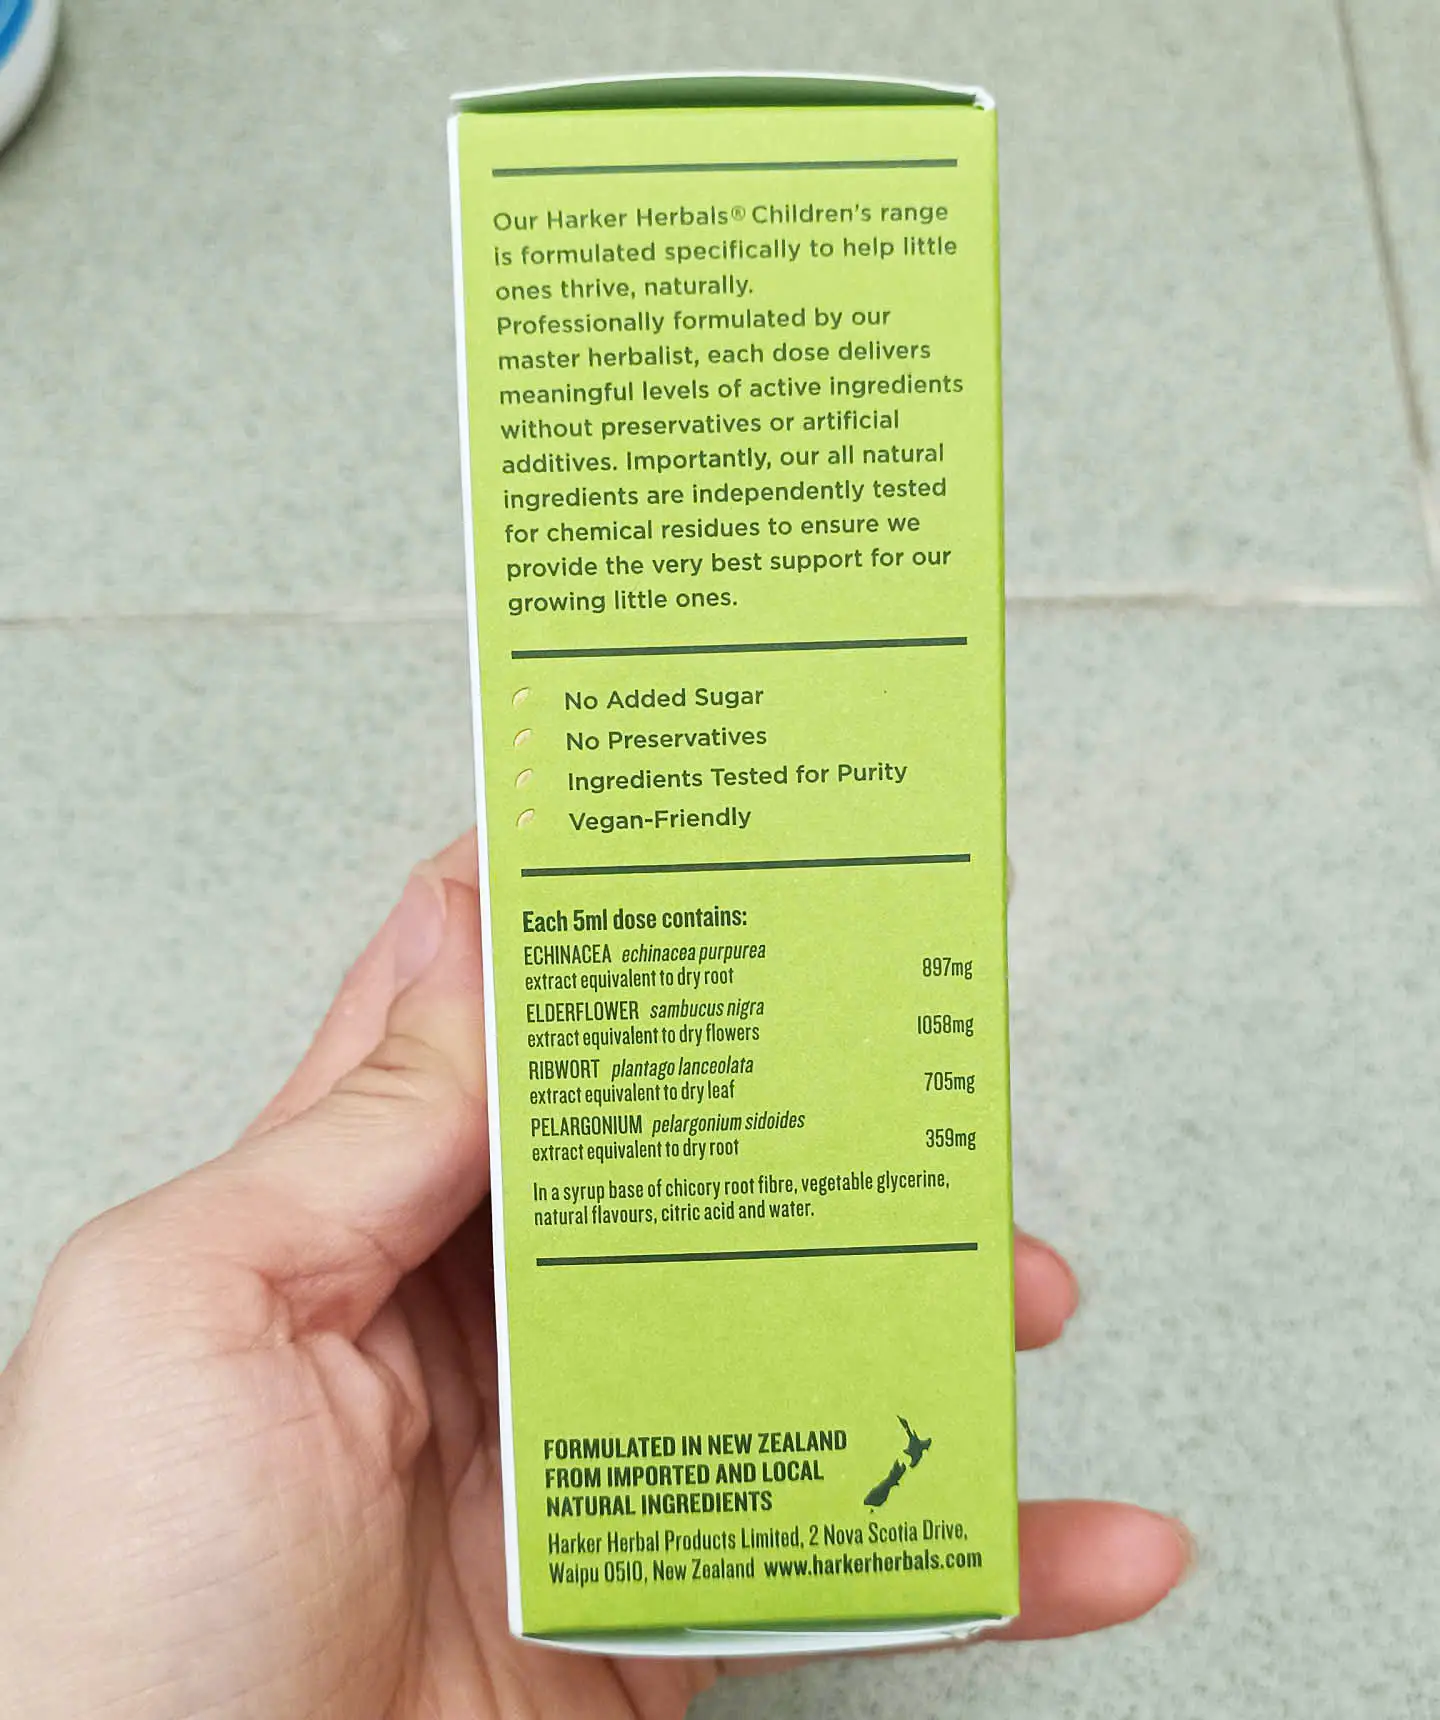 Our Harker Herbals® Children's range
is formulated specifically to help little
ones thrive, naturally.
Professionally formulated by our
master herbalist, each dose delivers
meaningful levels of active ingredients
without preservatives or artificial
additives. Importantly, our all natural
ingredients are independently tested
for chemical residues to ensure we
provide the very best support for our
growing little ones.
No Added Sugar
No Preservatives
Ingredients Tested for Purity
Vegan-Friendly
Each 5ml dose contains:
ECHINACEA echinacea purpurea
extract equivalent to dry root 897mg
ELDERFLOWER sambucus nigra
extract equivalent to dry flowers 1058mg
RIBWORT plantago lanceolata
extract equivalent to dry leaf 705mg
PELARGONIUM pelargonium sidoides
extract equivalent to dry root 359mg
In a syrup base of chicory root fibre, vegetable glycerine,
natural flavours, citric acid and water.
FORMULATED IN NEW ZEALAND
FROM IMPORTED AND LOCAL
NATURAL INGREDIENTS
Harker Herbal Products Limited, 2 Nova Scotia Drive,
Waipu 0510, New Zealand www.harkerherbals.com